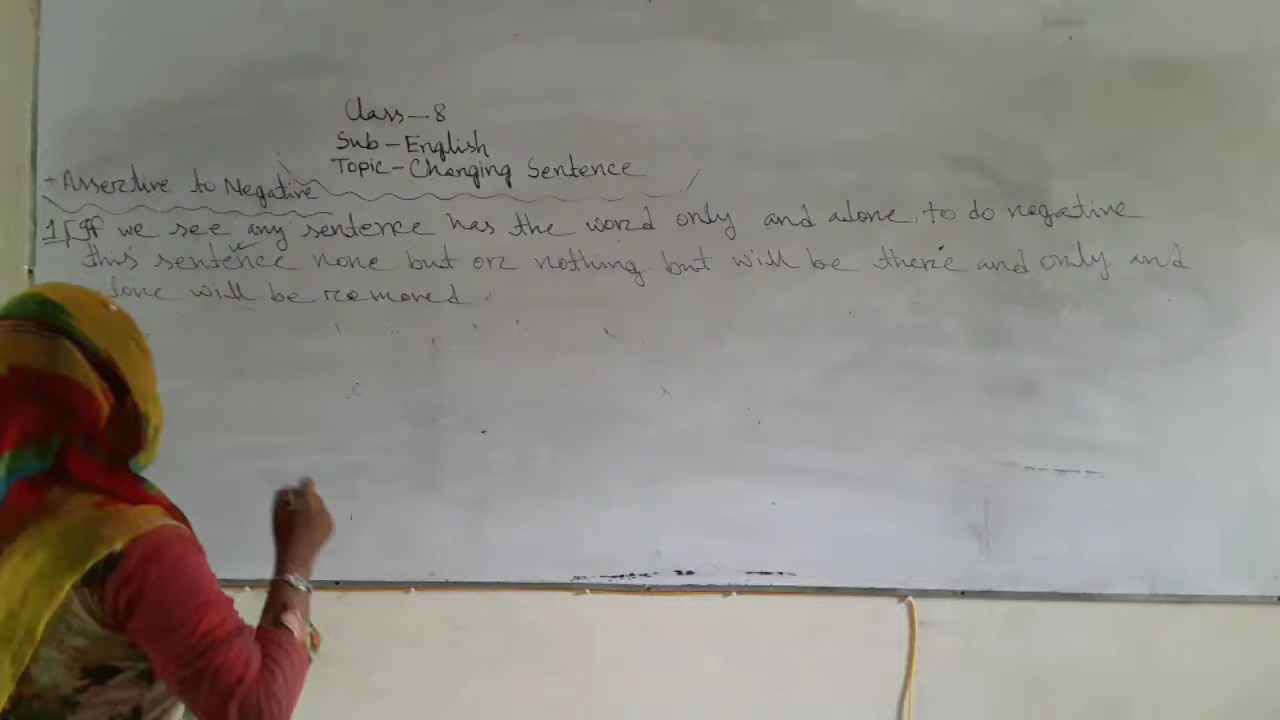 Class-8
Sub-English
Topic-Changing Sentence
Assertive to Negative
1. If we see any sentence has the word only and alone, to do negative
this sentence none but or nothing but will be there and only and
alone will be removed.